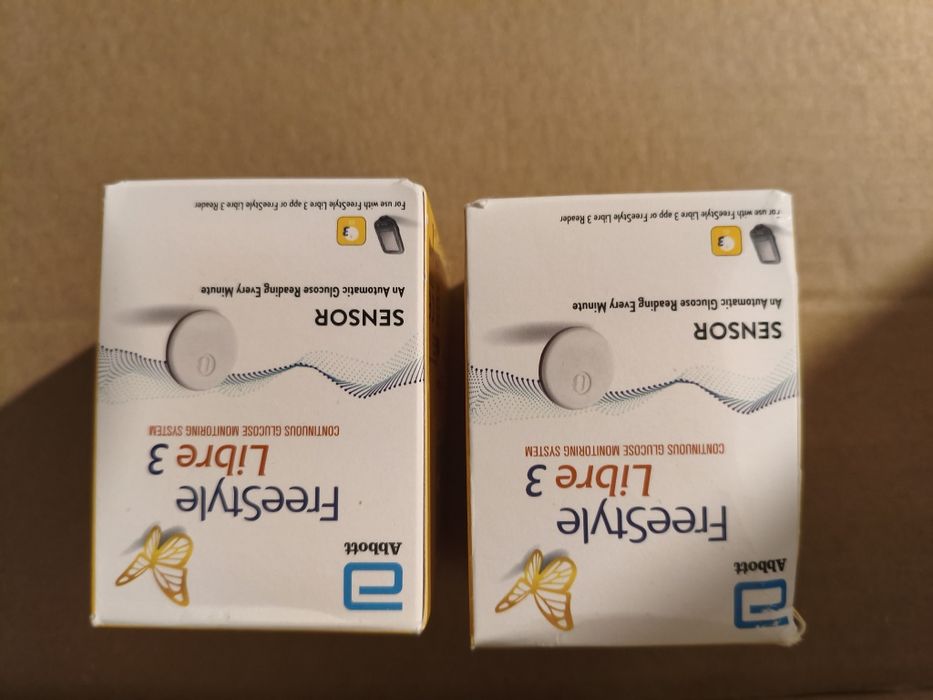 Abbott
FreeStyle
Libre 3
CONTINUOUS GLUCOSE MONITORING SYSTEM
SENSOR
An Automatic Glucose Reading Every Minute
3
For use with FreeStyle Libre 3 app or FreeStyle Libre 3 Reader
Abbott
FreeStyle
Libre 3
CONTINUOUS GLUCOSE MONITORING SYSTEM
SENSOR
An Automatic Glucose Reading Every Minute
3
For use with FreeStyle Libre 3 app or FreeStyle Libre 3 Reader